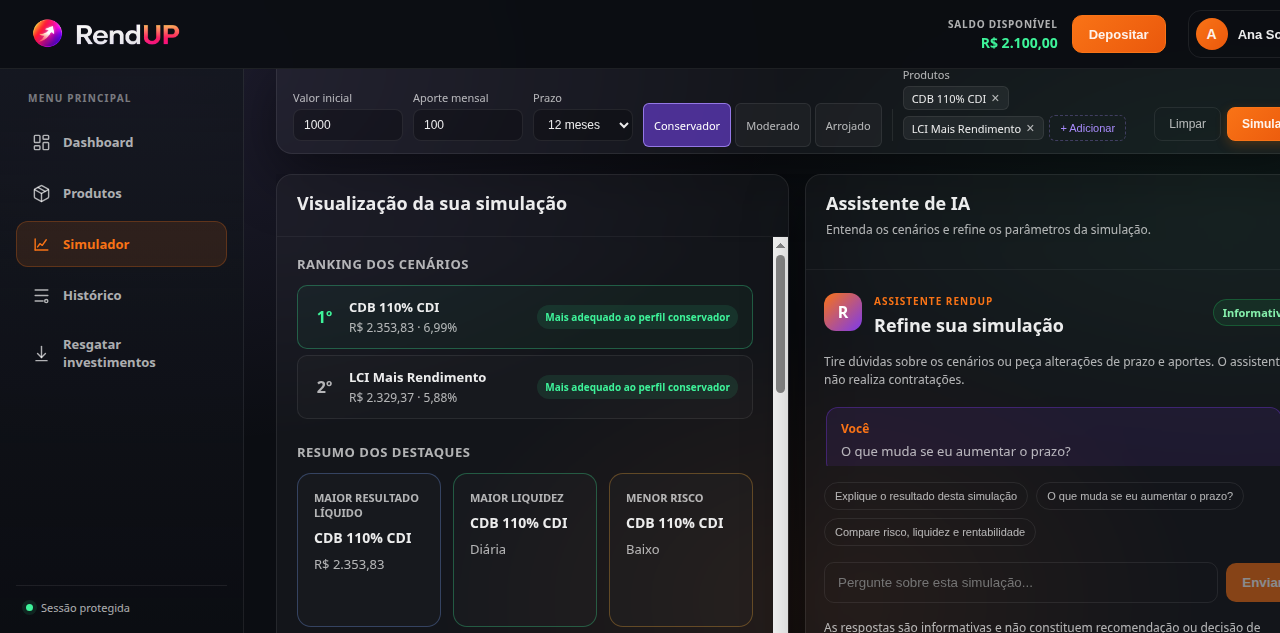 RendUP
SALDO DISPONÍVEL
R$ 2.100,00
Depositar
A
Ana So
MENU PRINCIPAL
Dashboard
Produtos
Simulador
Histórico
Resgatar
investimentos
Sessão protegida
Valor inicial
1000
Aporte mensal
100
Prazo
12 meses
Conservador
Moderado
Arrojado
Produtos
CDB 110% CDI ×
LCI Mais Rendimento ×
+ Adicionar
Limpar
Simula
Visualização da sua simulação
RANKING DOS CENÁRIOS
1º
CDB 110% CDI
R$ 2.353,83 · 6,99%
Mais adequado ao perfil conservador
2º
LCI Mais Rendimento
R$ 2.329,37 · 5,88%
Mais adequado ao perfil conservador
RESUMO DOS DESTAQUES
MAIOR RESULTADO
LÍQUIDO
CDB 110% CDI
R$ 2.353,83
MAIOR LIQUIDEZ
CDB 110% CDI
Diária
MENOR RISCO
CDB 110% CDI
Baixo
Assistente de IA
Entenda os cenários e refine os parâmetros da simulação.
R
ASSISTENTE RENDUP
Refine sua simulação
Informativ
Tire dúvidas sobre os cenários ou peça alterações de prazo e aportes. O assistent
não realiza contratações.
Você
O que muda se eu aumentar o prazo?
Explique o resultado desta simulação
O que muda se eu aumentar o prazo?
Compare risco, liquidez e rentabilidade
Pergunte sobre esta simulação...
Enviar
As respostas são informativas e não constituem recomendação ou decisão de